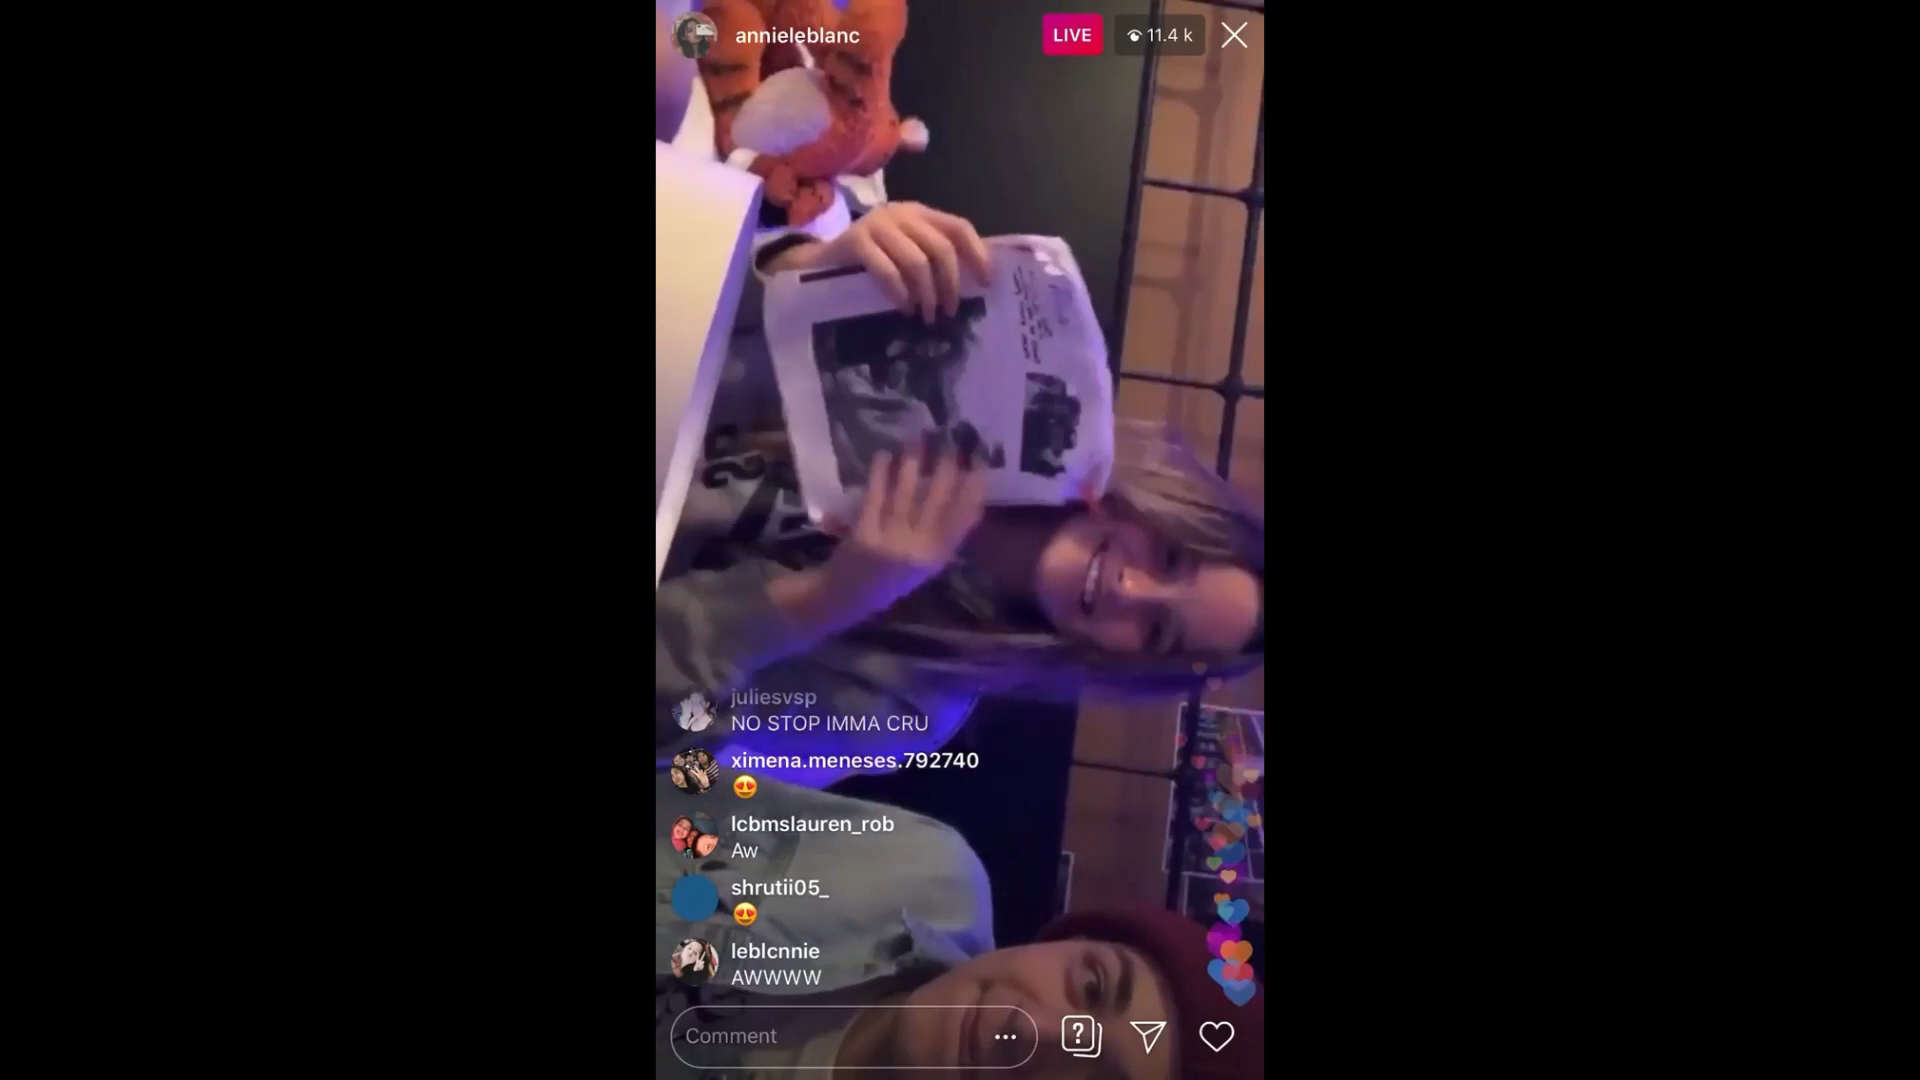 annieleblanc
LIVE
11.4 k
juliesvsp
NO STOP IMMA CRU
ximena.meneses.792740
😍
lcbmslauren_rob
Aw
shrutii05_
😍
leblcnnie
AWWWW
Comment